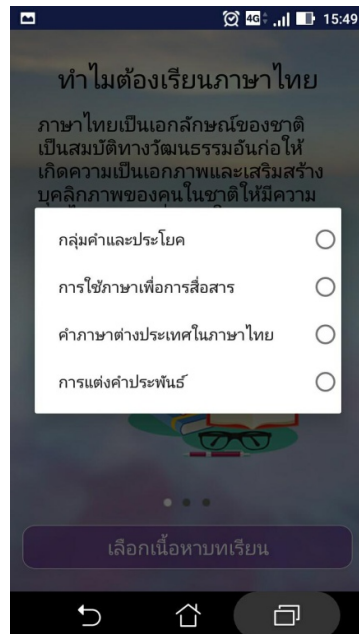 4G 15:49
ทำไมต้องเรียนภาษาไทย
ภาษาไทยเป็นเอกลักษณ์ของชาติ
เป็นสมบัติทางวัฒนธรรมอันก่อให้
เกิดความเป็นเอกภาพและเสริมสร้าง
บุคลิกภาพของคนในชาติให้มีความ
กลุ่มคำและประโยค
การใช้ภาษาเพื่อการสื่อสาร
คำภาษาต่างประเทศในภาษาไทย
การแต่งคำประพันธ์
เลือกเนื้อหาบทเรียน